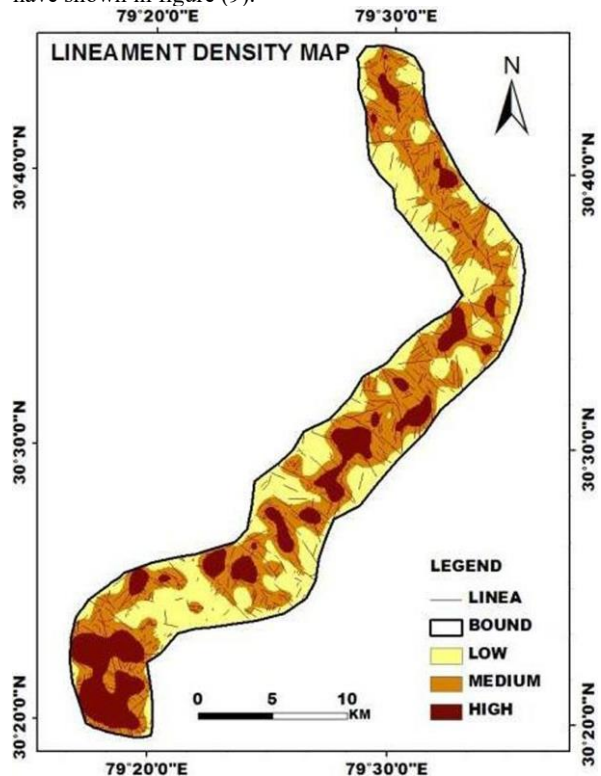 have shown in figure (9).
79°20'0"E 79°30'0"E
LINEAMENT DENSITY MAP
N
30°40'0"N 30°40'0"N
30°30'0"N 30°30'0"N
LEGEND
LINEA
BOUND
LOW
MEDIUM
HIGH
0 5 10
KM
30°20'0"N 30°20'0"N
79°20'0"E 79°30'0"E